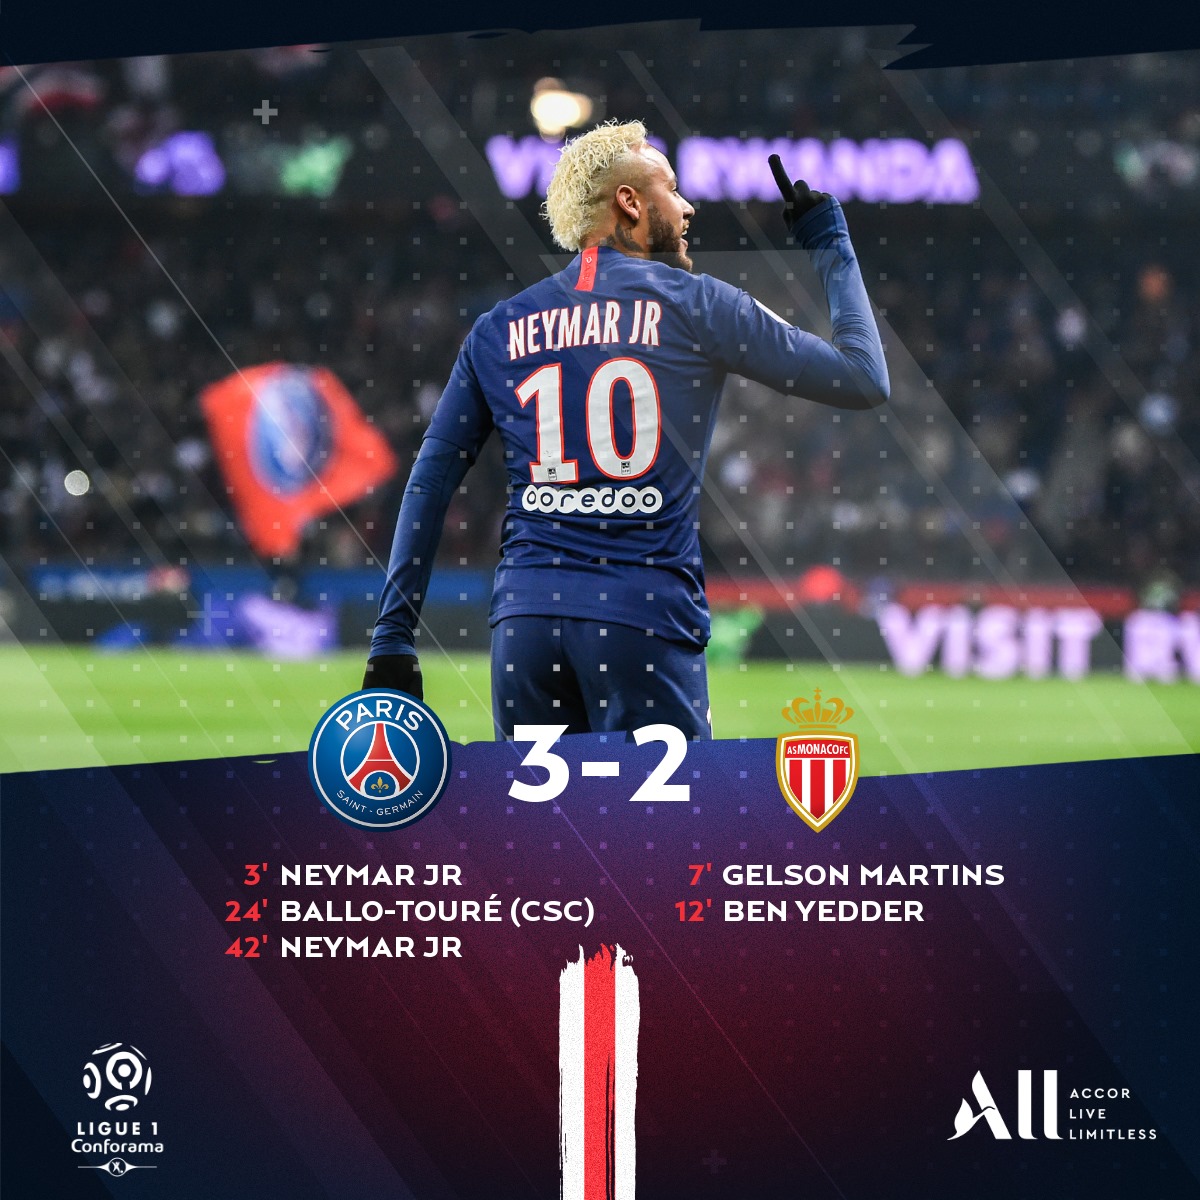 VISIT RWANDA
NEYMAR JR
10
ooredoo
VISIT RW
PARIS
SAINT-GERMAIN
3-2
ASMONACOFC
3' NEYMAR JR
24' BALLO-TOURÉ (CSC)
42' NEYMAR JR
7' GELSON MARTINS
12' BEN YEDDER
LIGUE 1
Conforama
All
ACCOR
LIVE
LIMITLESS